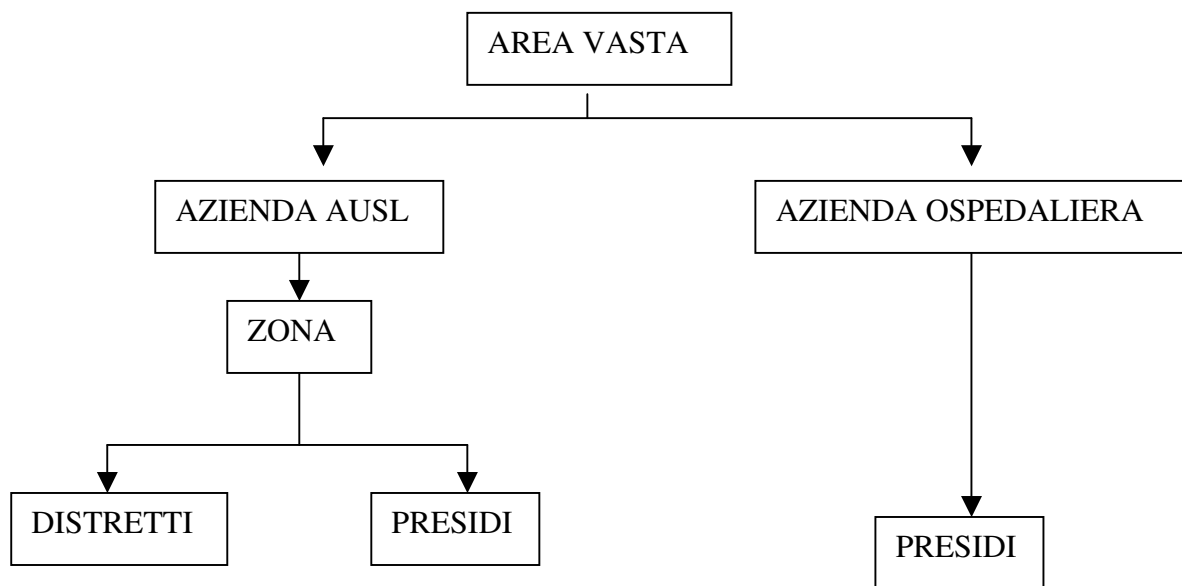 AREA VASTA
AZIENDA AUSL
AZIENDA OSPEDALIERA
ZONA
DISTRETTI
PRESIDI
PRESIDI